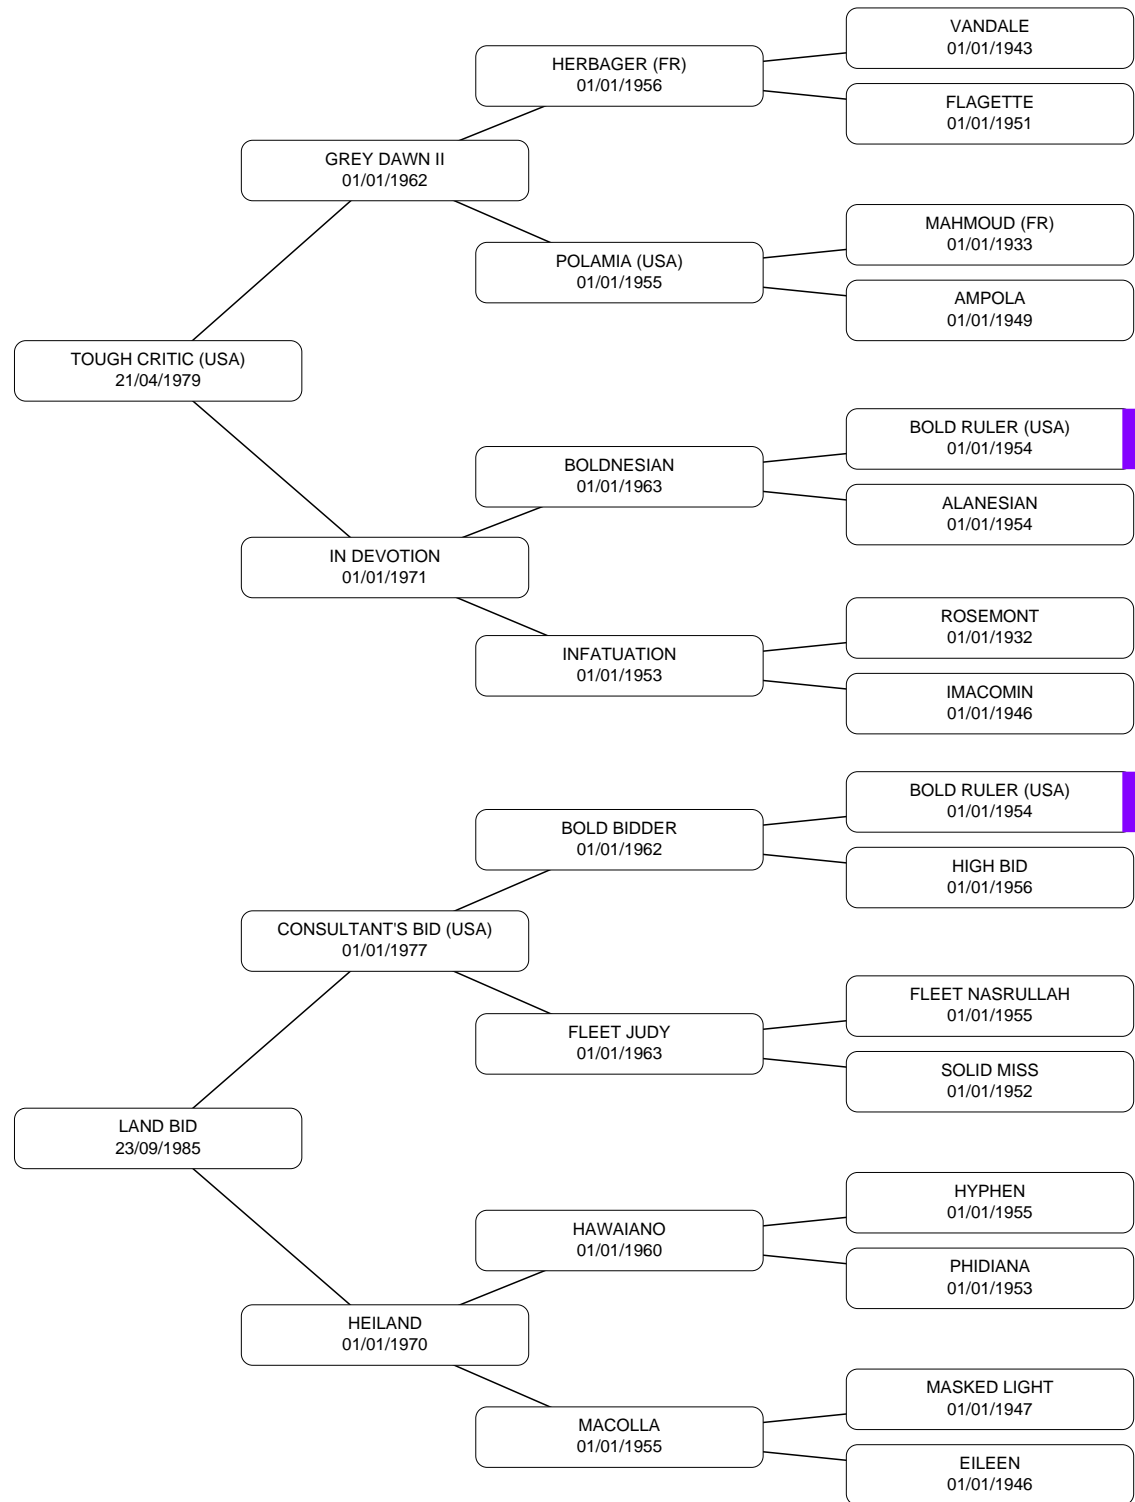 VANDALE
01/01/1943
HERBAGER (FR)
01/01/1956
FLAGETTE
01/01/1951
GREY DAWN II
01/01/1962
MAHMOUD (FR)
01/01/1933
POLAMIA (USA)
01/01/1955
AMPOLA
01/01/1949
TOUGH CRITIC (USA)
21/04/1979
BOLD RULER (USA)
01/01/1954
BOLDNESIAN
01/01/1963
ALANESIAN
01/01/1954
IN DEVOTION
01/01/1971
ROSEMONT
01/01/1932
INFATUATION
01/01/1953
IMACOMIN
01/01/1946
BOLD RULER (USA)
01/01/1954
BOLD BIDDER
01/01/1962
HIGH BID
01/01/1956
CONSULTANT'S BID (USA)
01/01/1977
FLEET NASRULLAH
01/01/1955
FLEET JUDY
01/01/1963
SOLID MISS
01/01/1952
LAND BID
23/09/1985
HYPHEN
01/01/1955
HAWAIANO
01/01/1960
PHIDIANA
01/01/1953
HEILAND
01/01/1970
MASKED LIGHT
01/01/1947
MACOLLA
01/01/1955
EILEEN
01/01/1946